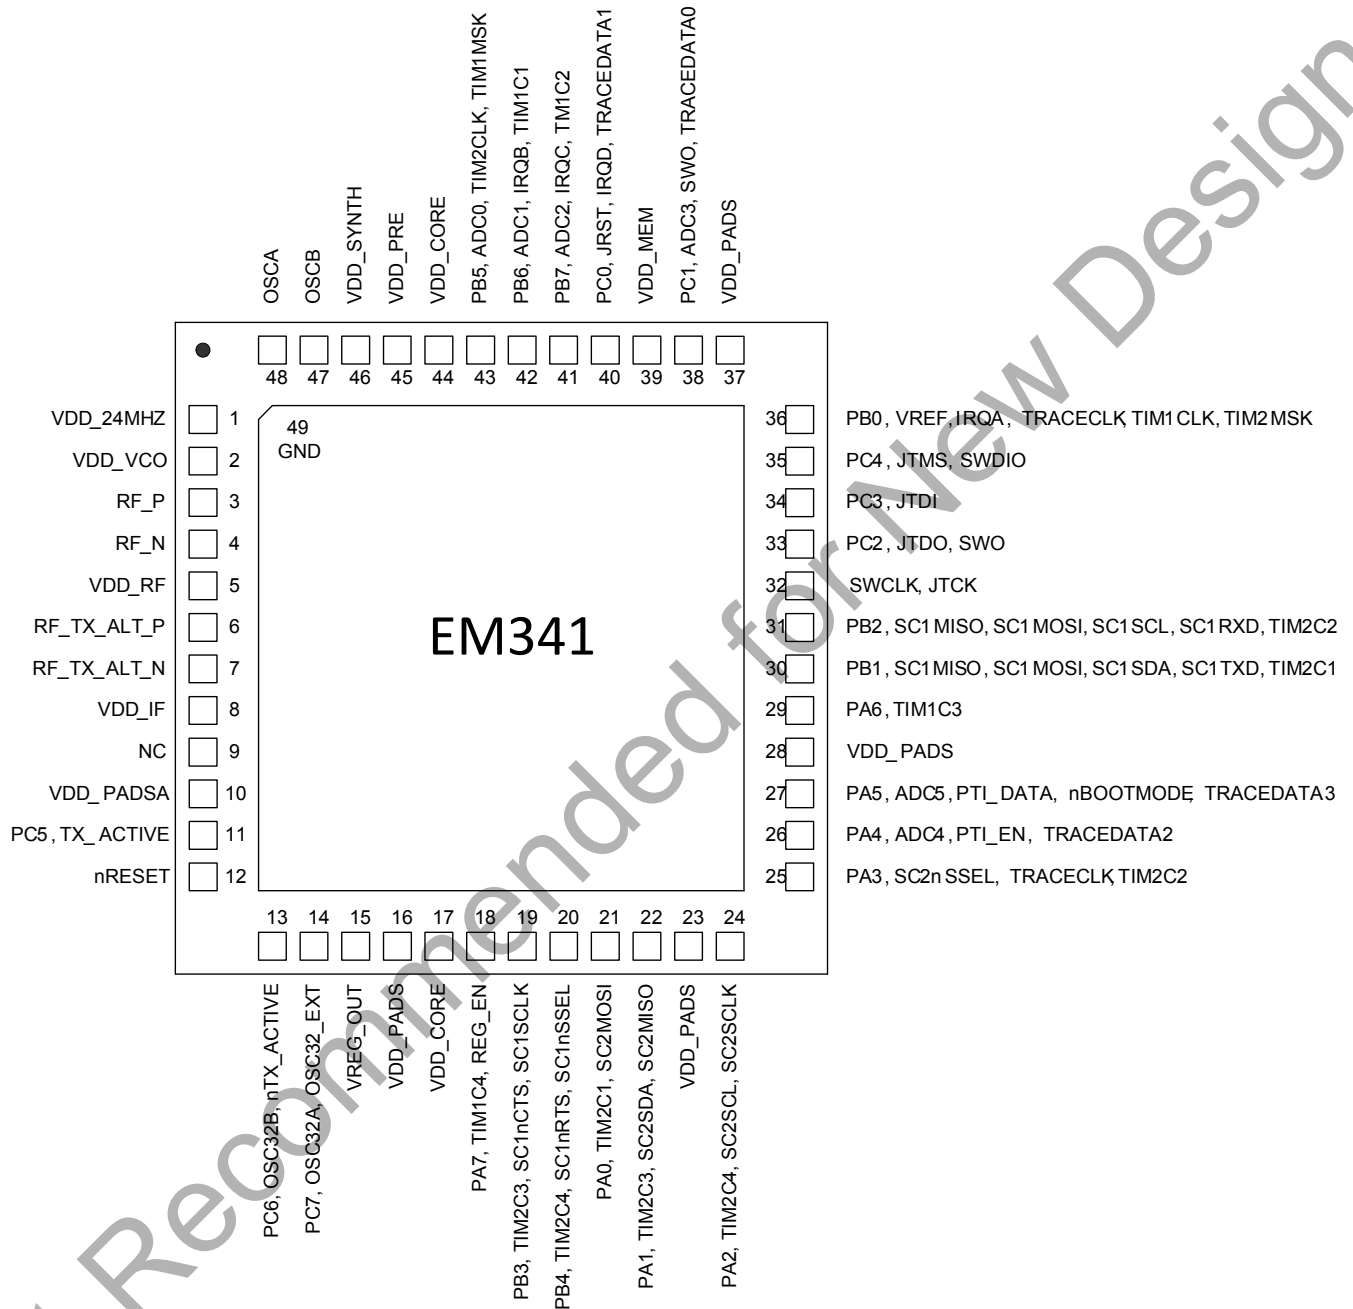 OSCA
OSCB
VDD_SYNTH
VDD_PRE
VDD_CORE
PB5, ADC0, TIM2CLK, TIM1MSK
PB6, ADC1, IRQB, TIM1C1
PB7, ADC2, IRQC, TM1C2
PC0, JRST, IRQD, TRACEDATA1
VDD_MEM
PC1, ADC3, SWO, TRACEDATA0
VDD_PADS
48 47 46 45 44 43 42 41 40 39 38 37
VDD_24MHZ 1
VDD_VCO 2
RF_P 3
RF_N 4
VDD_RF 5
RF_TX_ALT_P 6
RF_TX_ALT_N 7
VDD_IF 8
NC 9
VDD_PADSA 10
PC5, TX_ACTIVE 11
nRESET 12
49
GND
EM341
36 PB0, VREF, IRQA, TRACECLK, TIM1CLK, TIM2MSK
35 PC4, JTMS, SWDIO
34 PC3, JTDI
33 PC2, JTDO, SWO
32 SWCLK, JTCK
31 PB2, SC1MISO, SC1MOSI, SC1SCL, SC1RXD, TIM2C2
30 PB1, SC1MISO, SC1MOSI, SC1SDA, SC1TXD, TIM2C1
29 PA6, TIM1C3
28 VDD_PADS
27 PA5, ADC5, PTI_DATA, nBOOTMODE, TRACEDATA3
26 PA4, ADC4, PTI_EN, TRACEDATA2
25 PA3, SC2nSSEL, TRACECLK, TIM2C2
13 14 15 16 17 18 19 20 21 22 23 24
PC6, OSC32B, nTX_ACTIVE
PC7, OSC32A, OSC32_EXT
VREG_OUT
VDD_PADS
VDD_CORE
PA7, TIM1C4, REG_EN
PB3, TIM2C3, SC1nCTS, SC1SCLK
PB4, TIM2C4, SC1nRTS, SC1nSSEL
PA0, TIM2C1, SC2MOSI
PA1, TIM2C3, SC2SDA, SC2MISO
VDD_PADS
PA2, TIM2C4, SC2SCL, SC2SCLK
Recommended for New Design